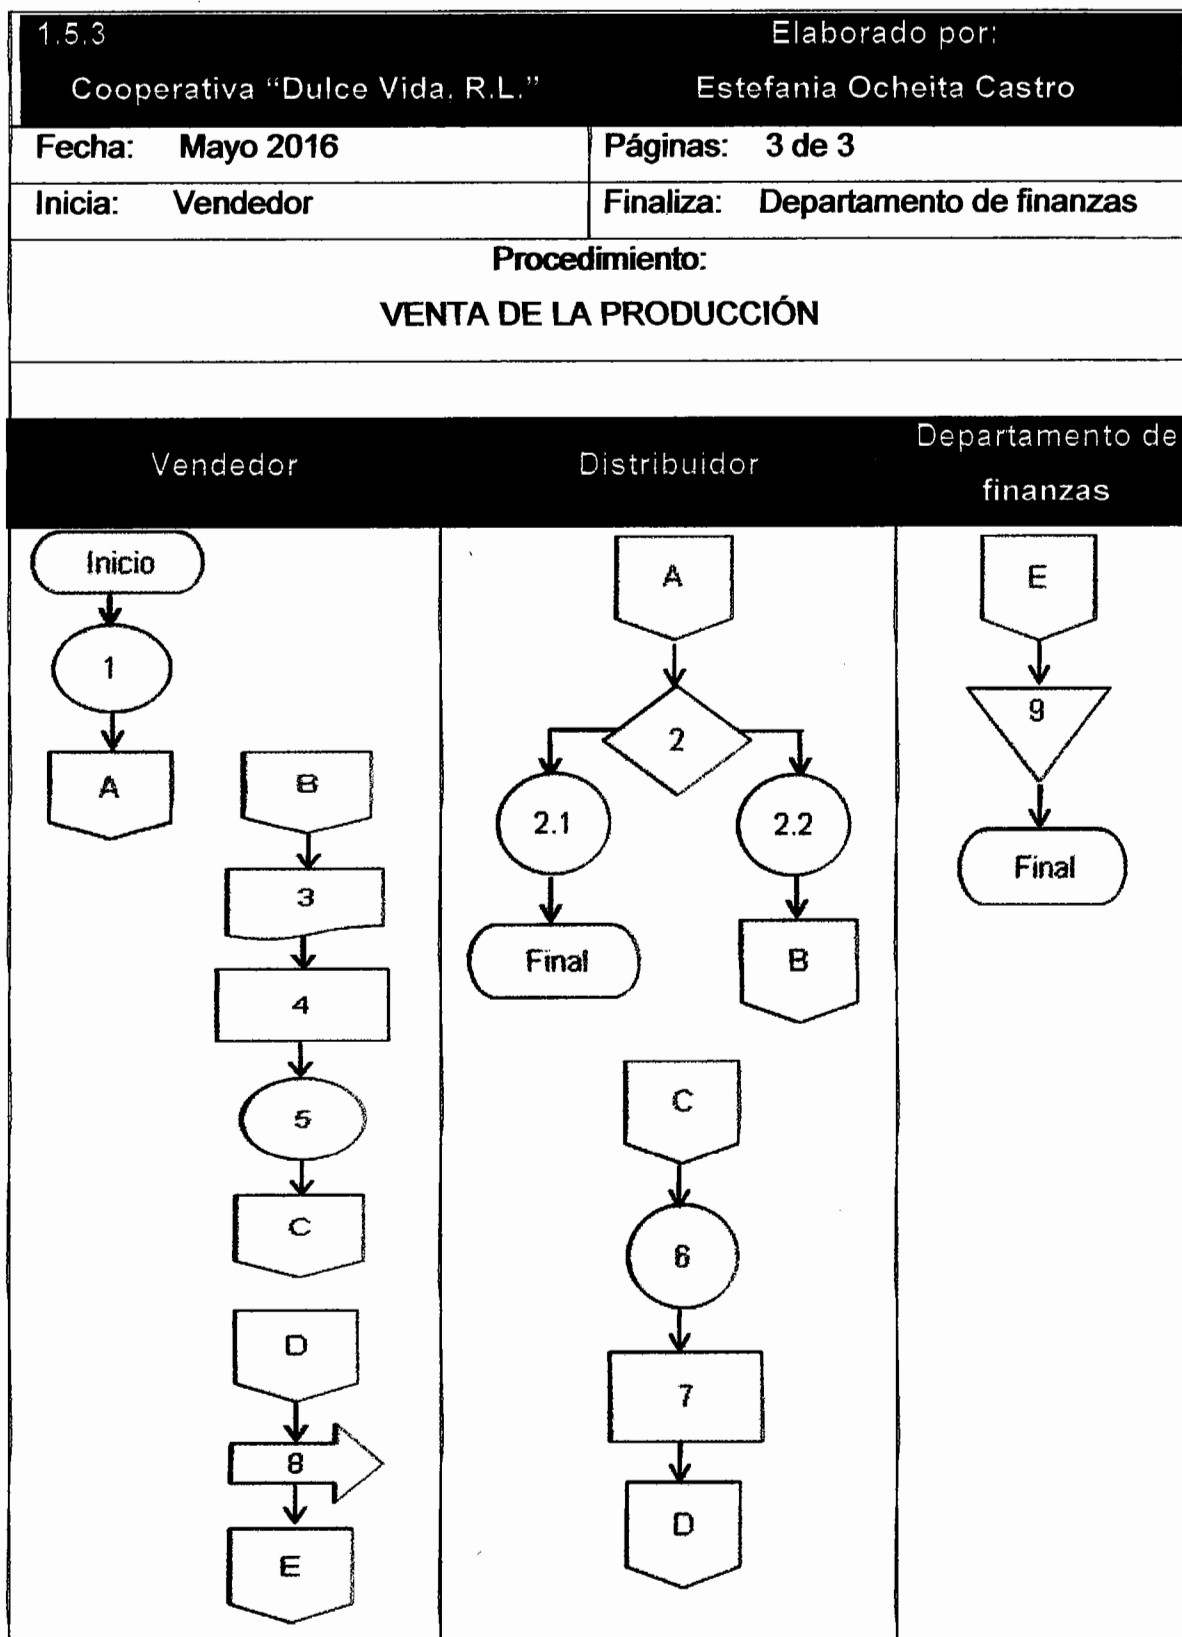 1.5.3
Elaborado por:
Cooperativa “Dulce Vida, R.L.”
Estefania Ocheita Castro
Fecha: Mayo 2016
Páginas: 3 de 3
Inicia: Vendedor
Finaliza: Departamento de finanzas
Procedimiento:
VENTA DE LA PRODUCCIÓN
Vendedor
Distribuidor
Departamento de
finanzas
Inicio
1
A
B
3
4
5
C
D
8
E
A
2
2.1
2.2
Final
B
C
6
7
D
E
9
Final